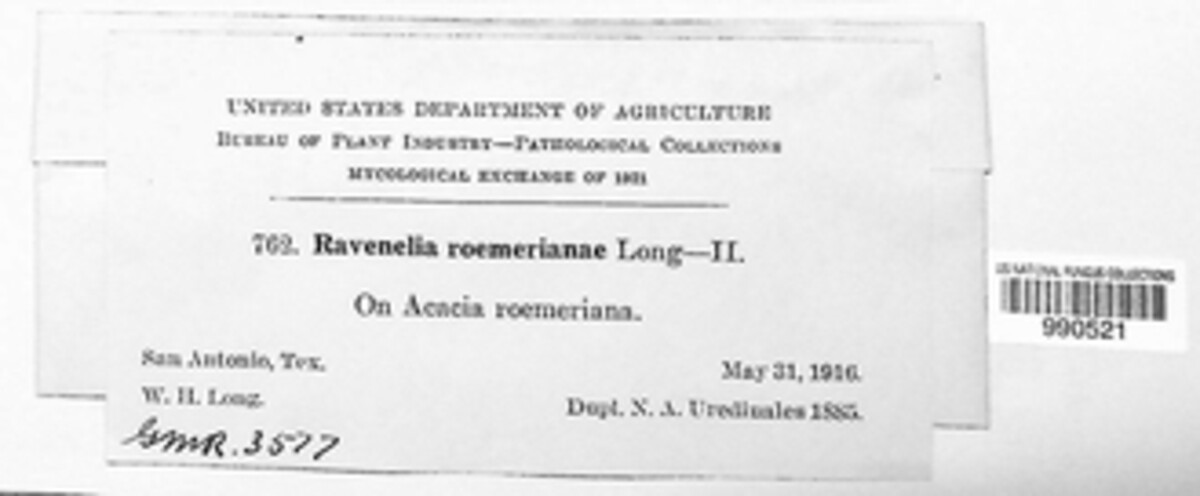 UNITED STATES DEPARTMENT OF AGRICULTURE
BUREAU OF PLANT INDUSTRY—PATHOLOGICAL COLLECTIONS
MYCOLOGICAL EXCHANGE OF 1921
762. Ravenelia roemerianae Long—II.
On Acacia roemeriana.
San Antonio, Tex.
May 31, 1916.
W. H. Long.
Dupl. N. A. Uredinales 1885.
GMR. 3577
US NATIONAL FUNGUS COLLECTIONS
990521